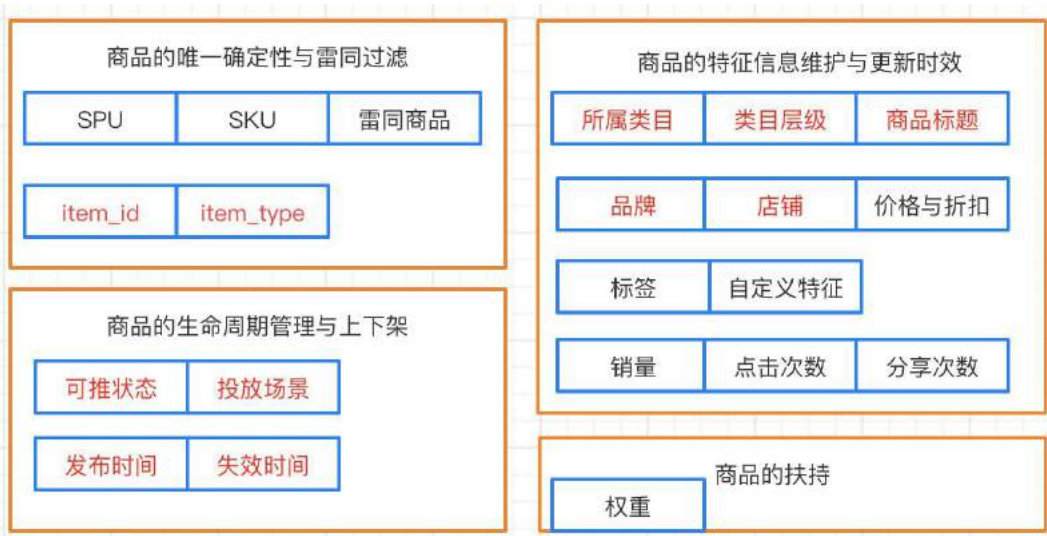 商品的唯一确定性与雷同过滤
SPU SKU 雷同商品
item_id item_type
商品的生命周期管理与上下架
可推状态 投放场景
发布时间 失效时间
商品的特征信息维护与更新时效
所属类目 类目层级 商品标题
品牌 店铺 价格与折扣
标签 自定义特征
销量 点击次数 分享次数
商品的扶持
权重